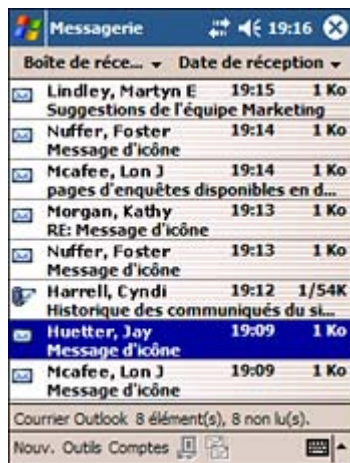 Messagerie 19:16
Boîte de réce... Date de réception
Lindley, Martyn E 19:15 1 Ko
Suggestions de l'équipe Marketing
Nuffer, Foster 19:14 1 Ko
Message d'icône
Mcafee, Lon J 19:14 1 Ko
pages d'enquêtes disponibles en d...
Morgan, Kathy 19:13 1 Ko
RE: Message d'icône
Nuffer, Foster 19:13 1 Ko
Message d'icône
Harrell, Cyndi 19:12 1/54K
Historique des communiqués du si...
Huetter, Jay 19:09 1 Ko
Message d'icône
Mcafee, Lon J 19:09 1 Ko
Message d'icône
Courrier Outlook 8 élément(s), 8 non lu(s).
Nouv. Outils Comptes